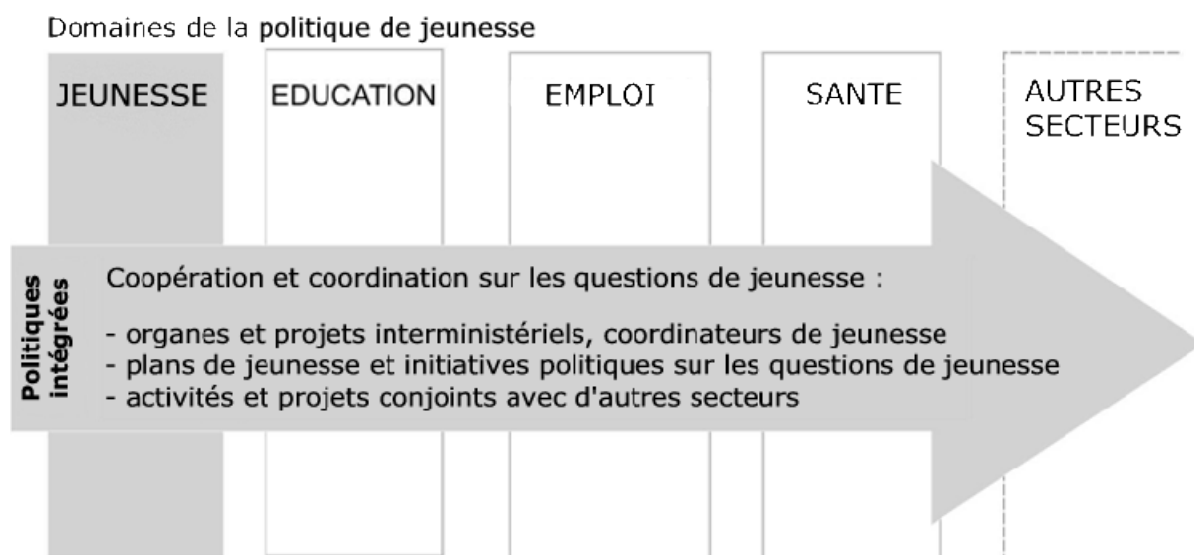 Domaines de la politique de jeunesse
JEUNESSE
EDUCATION
EMPLOI
SANTE
AUTRES
SECTEURS
Politiques
intégrées
Coopération et coordination sur les questions de jeunesse :
- organes et projets interministériels, coordinateurs de jeunesse
- plans de jeunesse et initiatives politiques sur les questions de jeunesse
- activités et projets conjoints avec d'autres secteurs